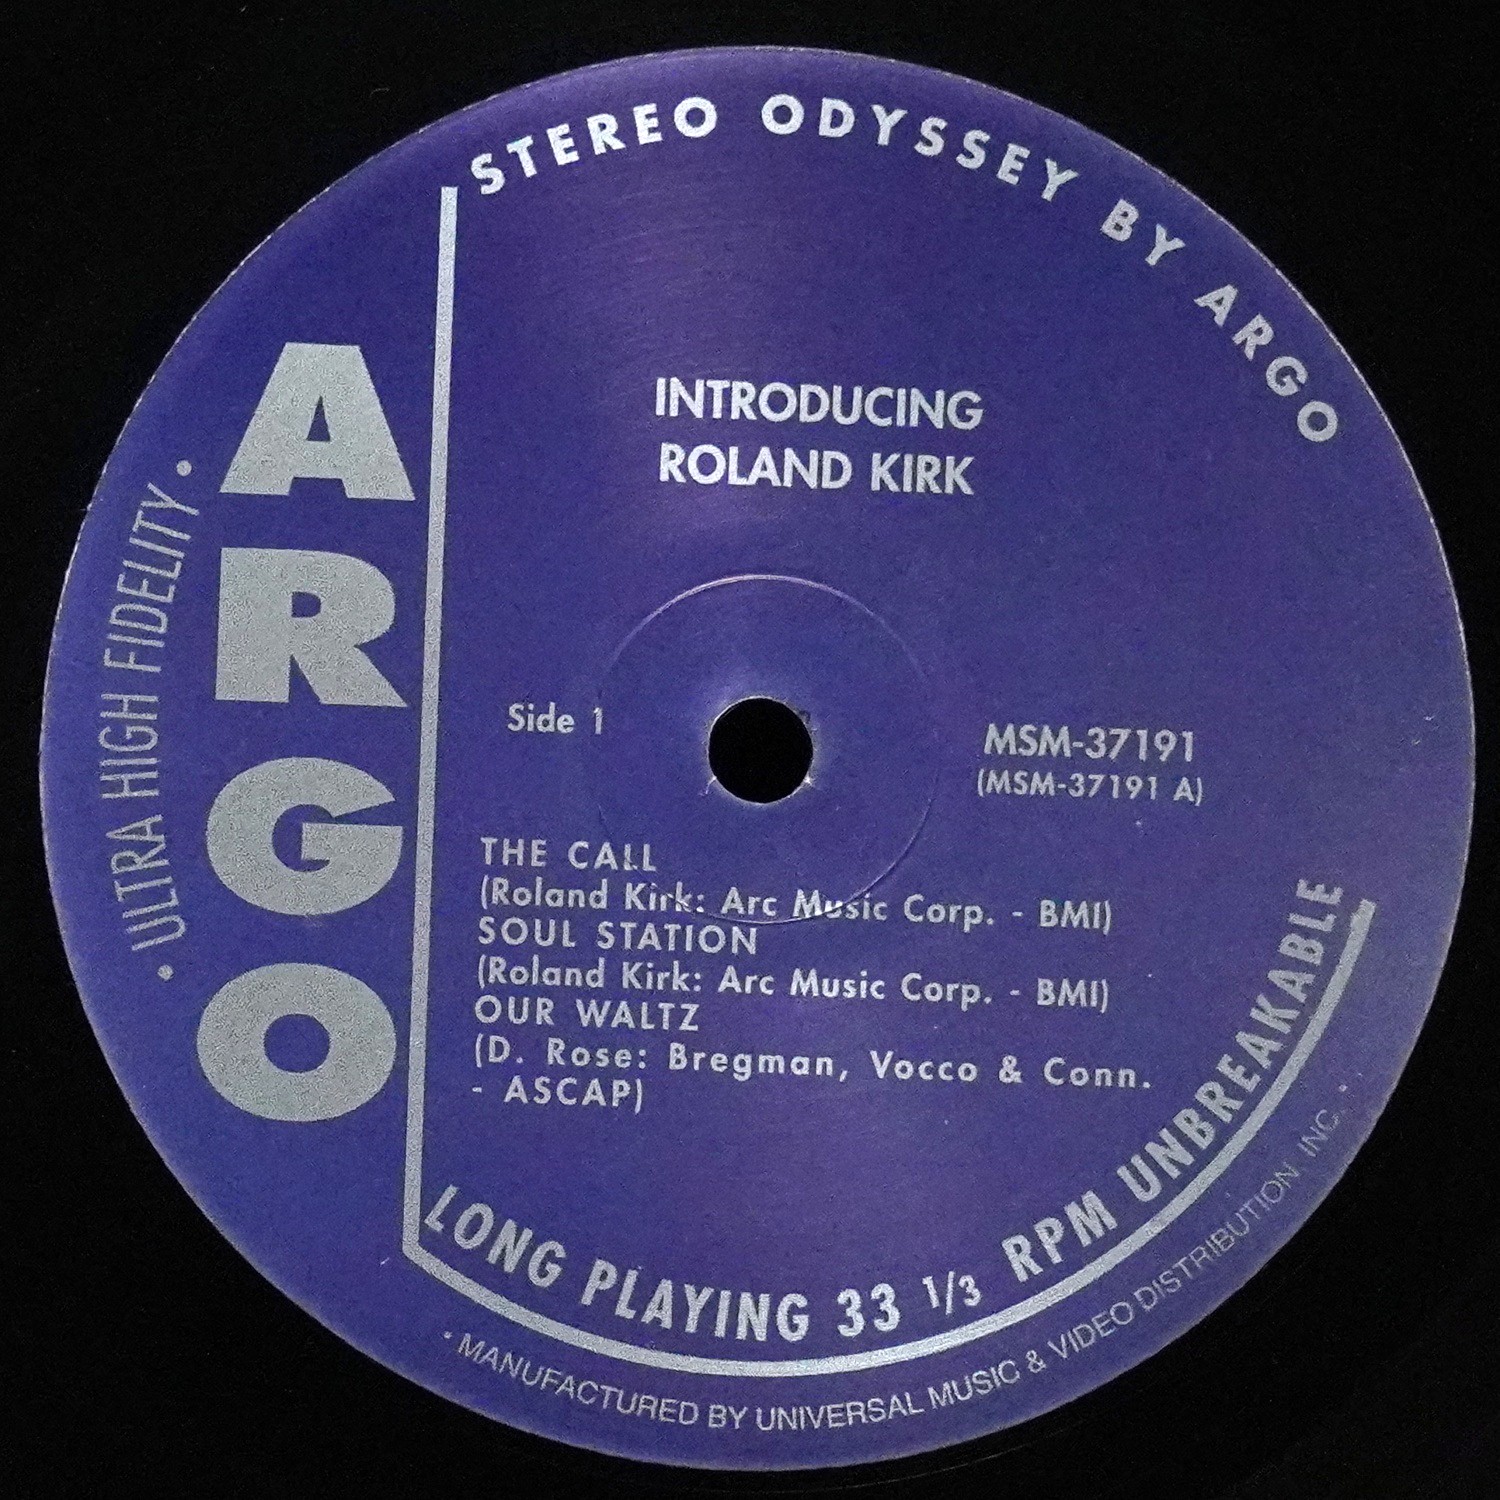 STEREO ODYSSEY BY ARGO
ARGO
• ULTRA HIGH FIDELITY •
INTRODUCING
ROLAND KIRK
Side 1
MSM-37191
(MSM-37191 A)
THE CALL
(Roland Kirk: Arc Music Corp. - BMI)
SOUL STATION
(Roland Kirk: Arc Music Corp. - BMI)
OUR WALTZ
(D. Rose: Bregman, Vocco & Conn.
- ASCAP)
LONG PLAYING 33 1/3 RPM UNBREAKABLE
• MANUFACTURED BY UNIVERSAL MUSIC & VIDEO DISTRIBUTION, INC. •